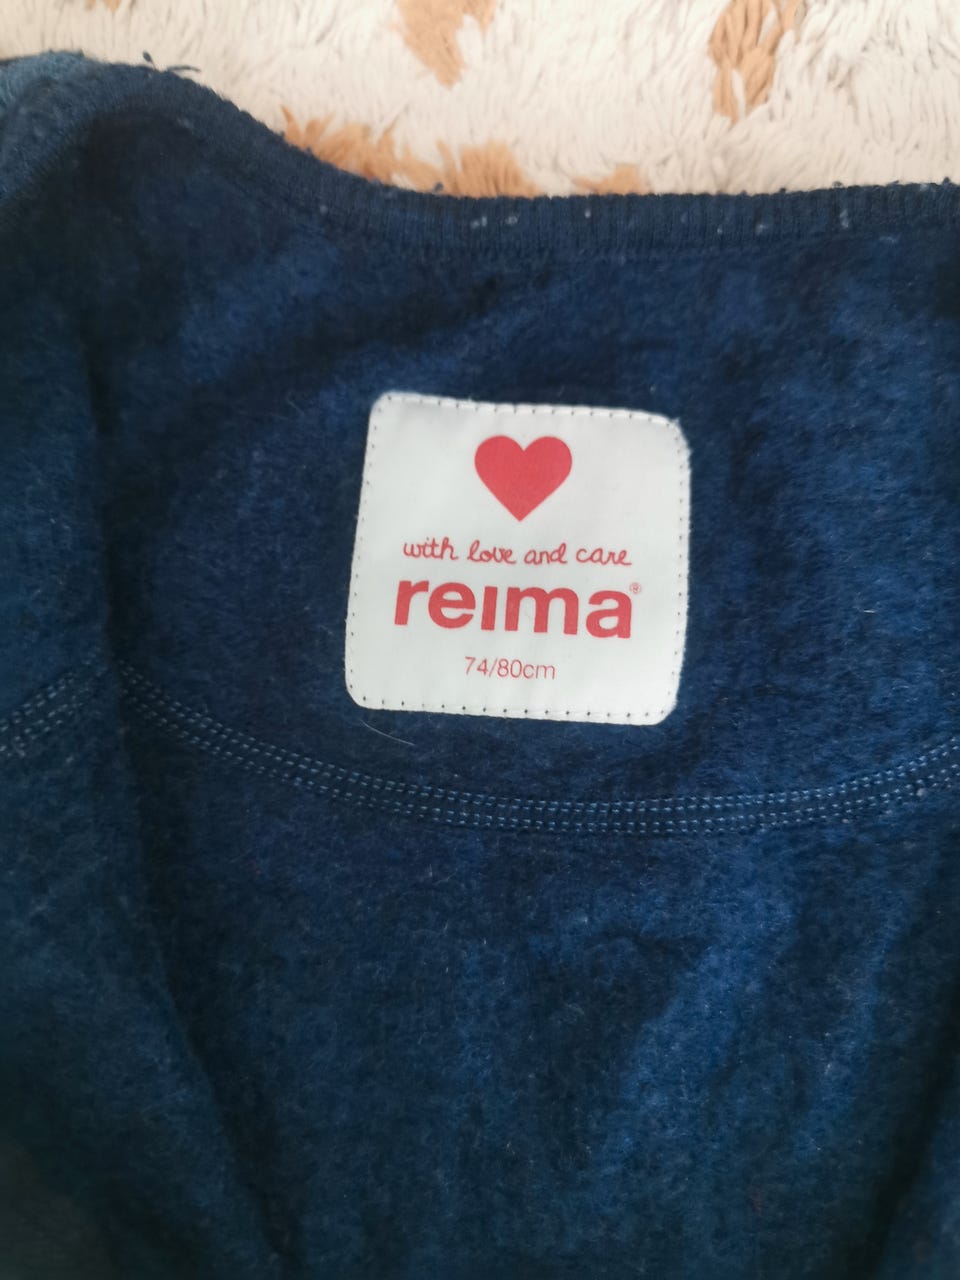 with love and care
reima®
74/80cm